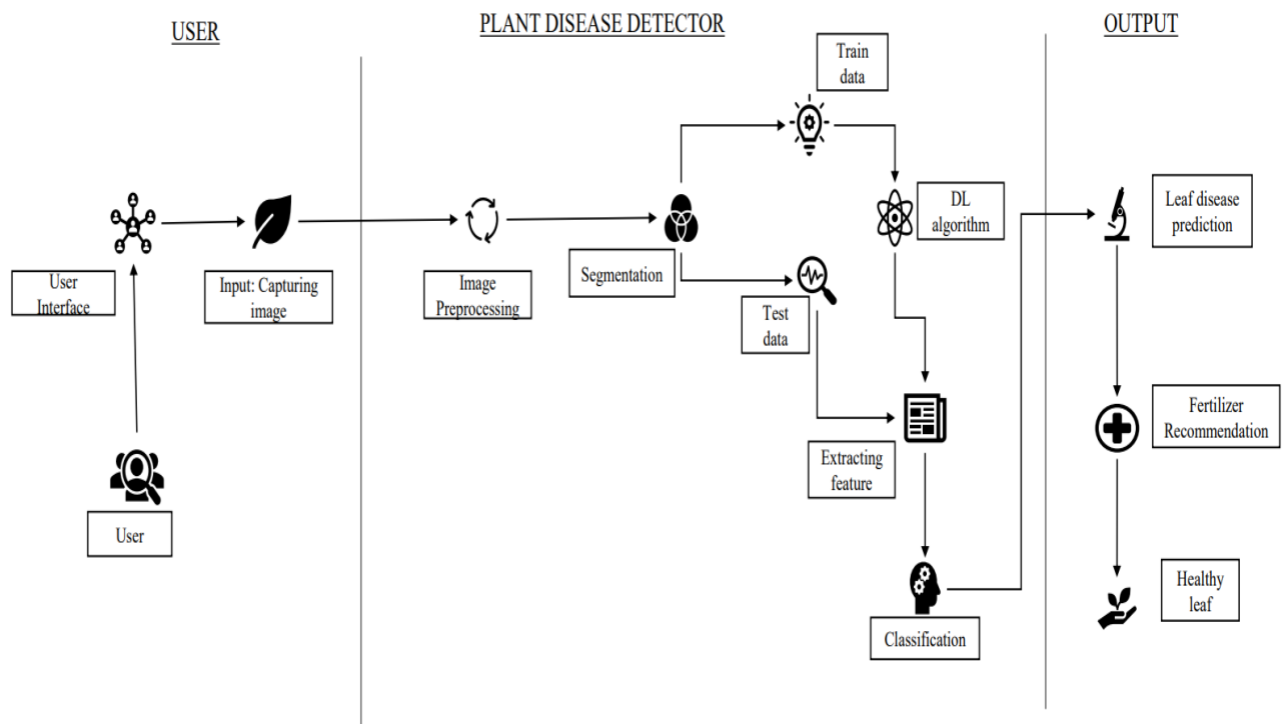 USER
PLANT DISEASE DETECTOR
OUTPUT
User
Interface
Input: Capturing
image
User
Image
Preprocessing
Segmentation
Train
data
DL
algorithm
Test
data
Extracting
feature
Classification
Leaf disease
prediction
Fertilizer
Recommendation
Healthy
leaf